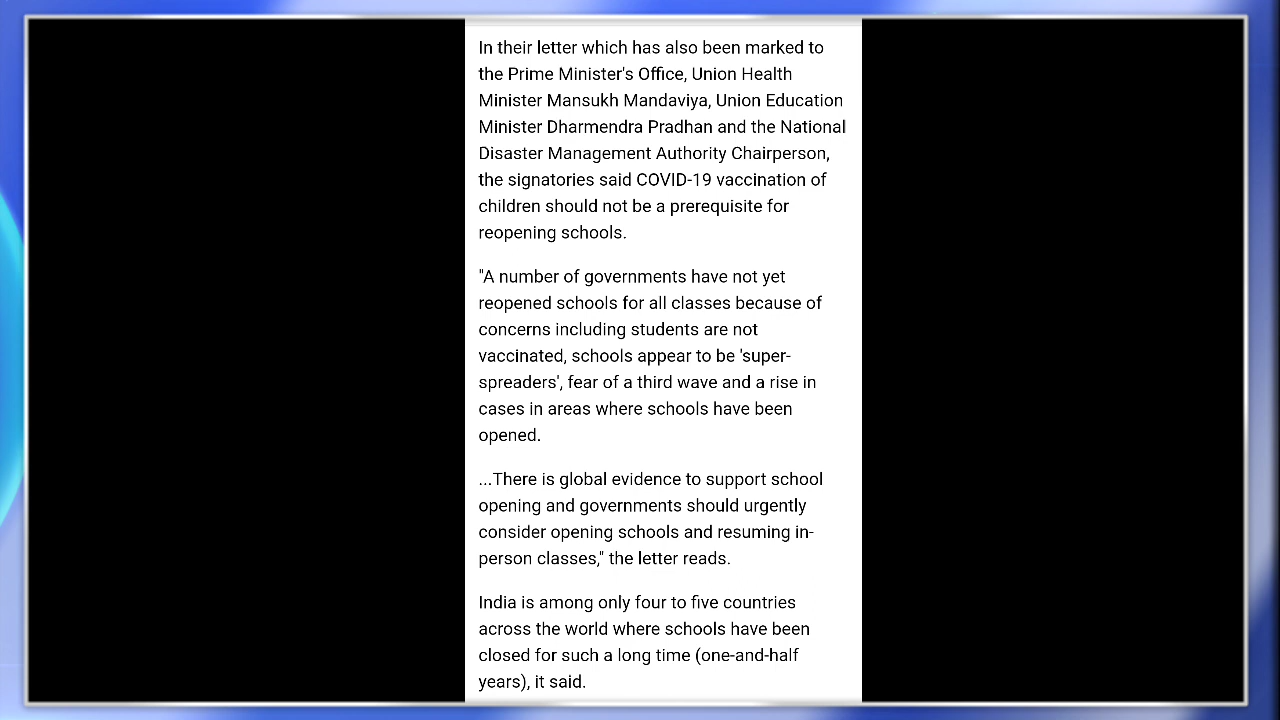 In their letter which has also been marked to
the Prime Minister's Office, Union Health
Minister Mansukh Mandaviya, Union Education
Minister Dharmendra Pradhan and the National
Disaster Management Authority Chairperson,
the signatories said COVID-19 vaccination of
children should not be a prerequisite for
reopening schools.
"A number of governments have not yet
reopened schools for all classes because of
concerns including students are not
vaccinated, schools appear to be 'super-
spreaders', fear of a third wave and a rise in
cases in areas where schools have been
opened.
...There is global evidence to support school
opening and governments should urgently
consider opening schools and resuming in-
person classes," the letter reads.
India is among only four to five countries
across the world where schools have been
closed for such a long time (one-and-half
years), it said.